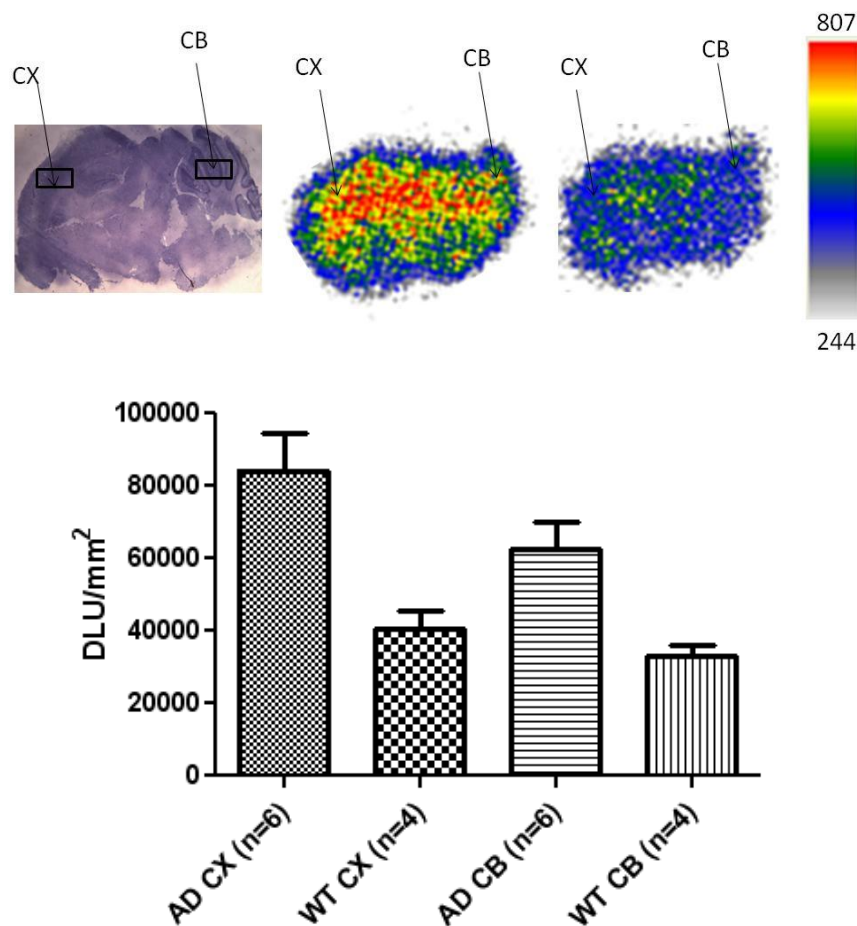 CX
CB
CX
CB
CX
CB
807
244
100000
80000
60000
40000
20000
0
DLU/mm²
AD CX (n=6)
WT CX (n=4)
AD CB (n=6)
WT CB (n=4)